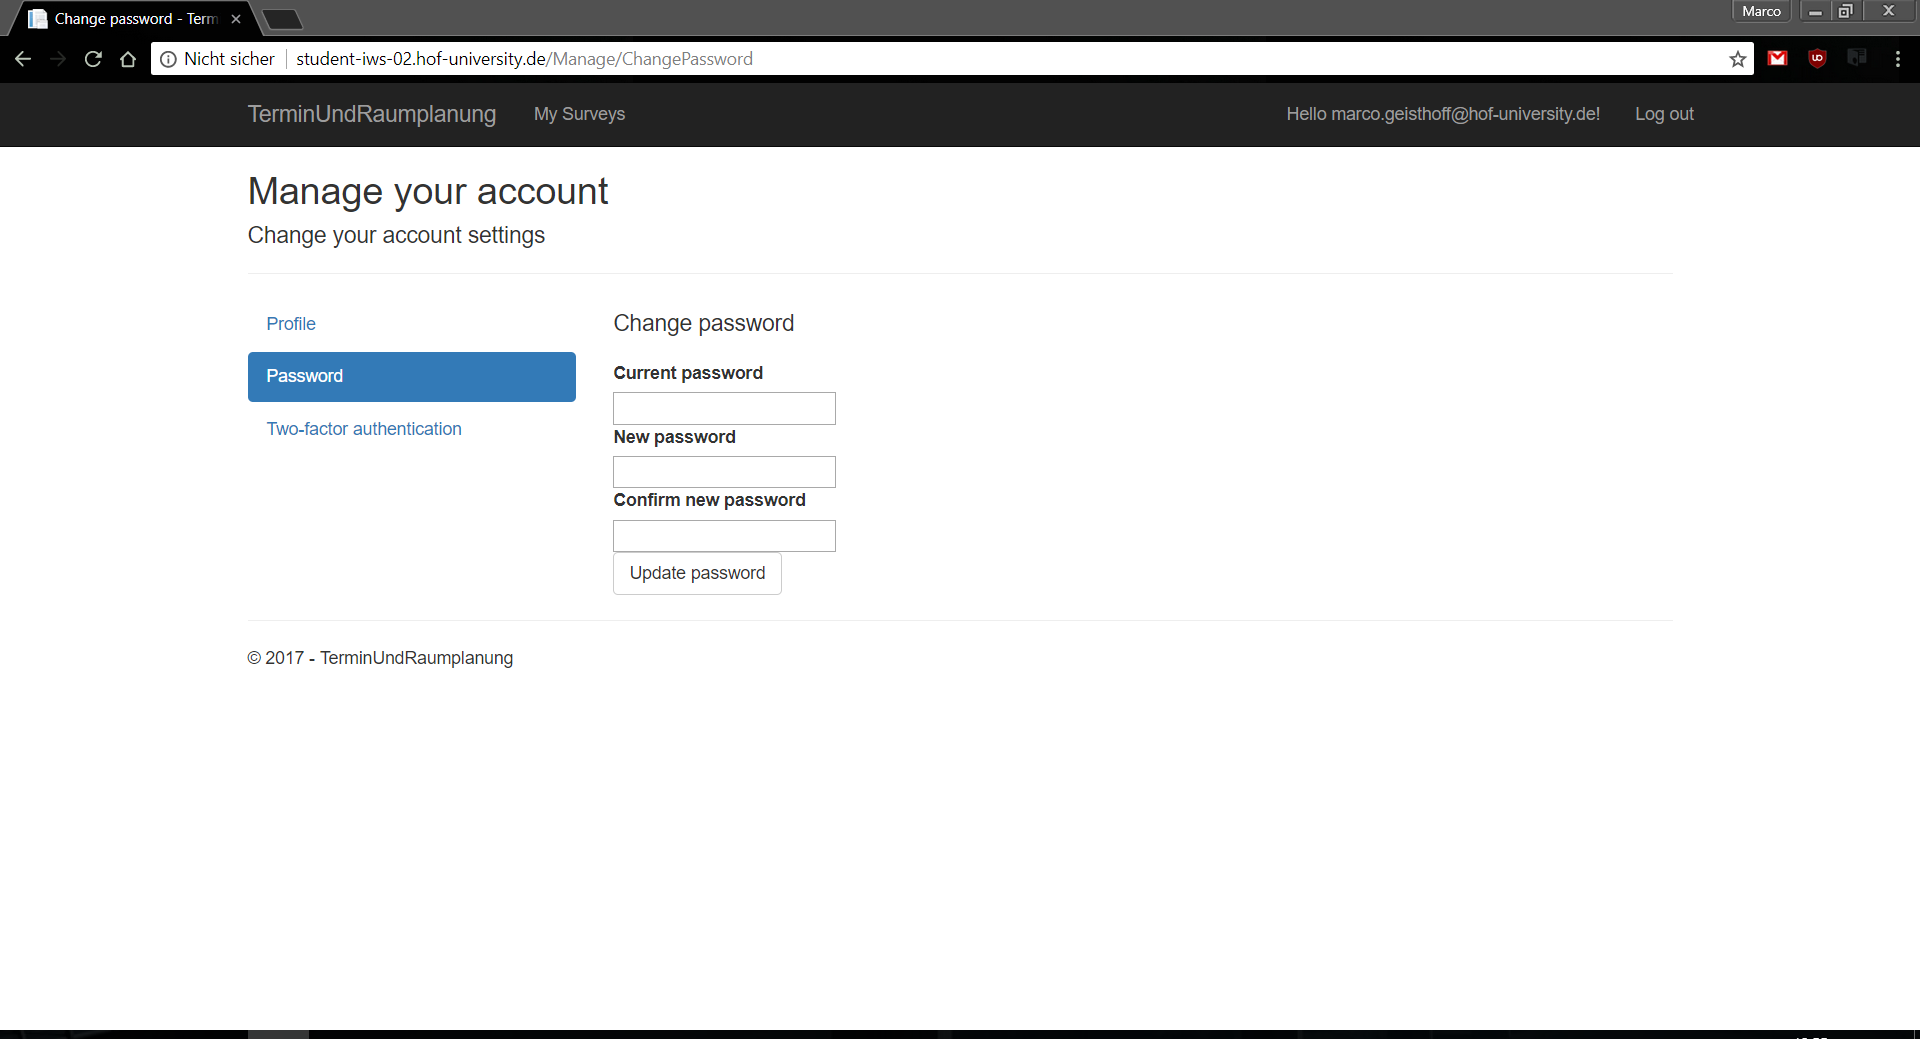 Change password - Term
Marco
Nicht sicher
student-iws-02.hof-university.de/Manage/ChangePassword
TerminUndRaumplanung
My Surveys
Hello marco.geisthoff@hof-university.de!
Log out
Manage your account
Change your account settings
Profile
Password
Two-factor authentication
Change password
Current password
New password
Confirm new password
Update password
© 2017 - TerminUndRaumplanung